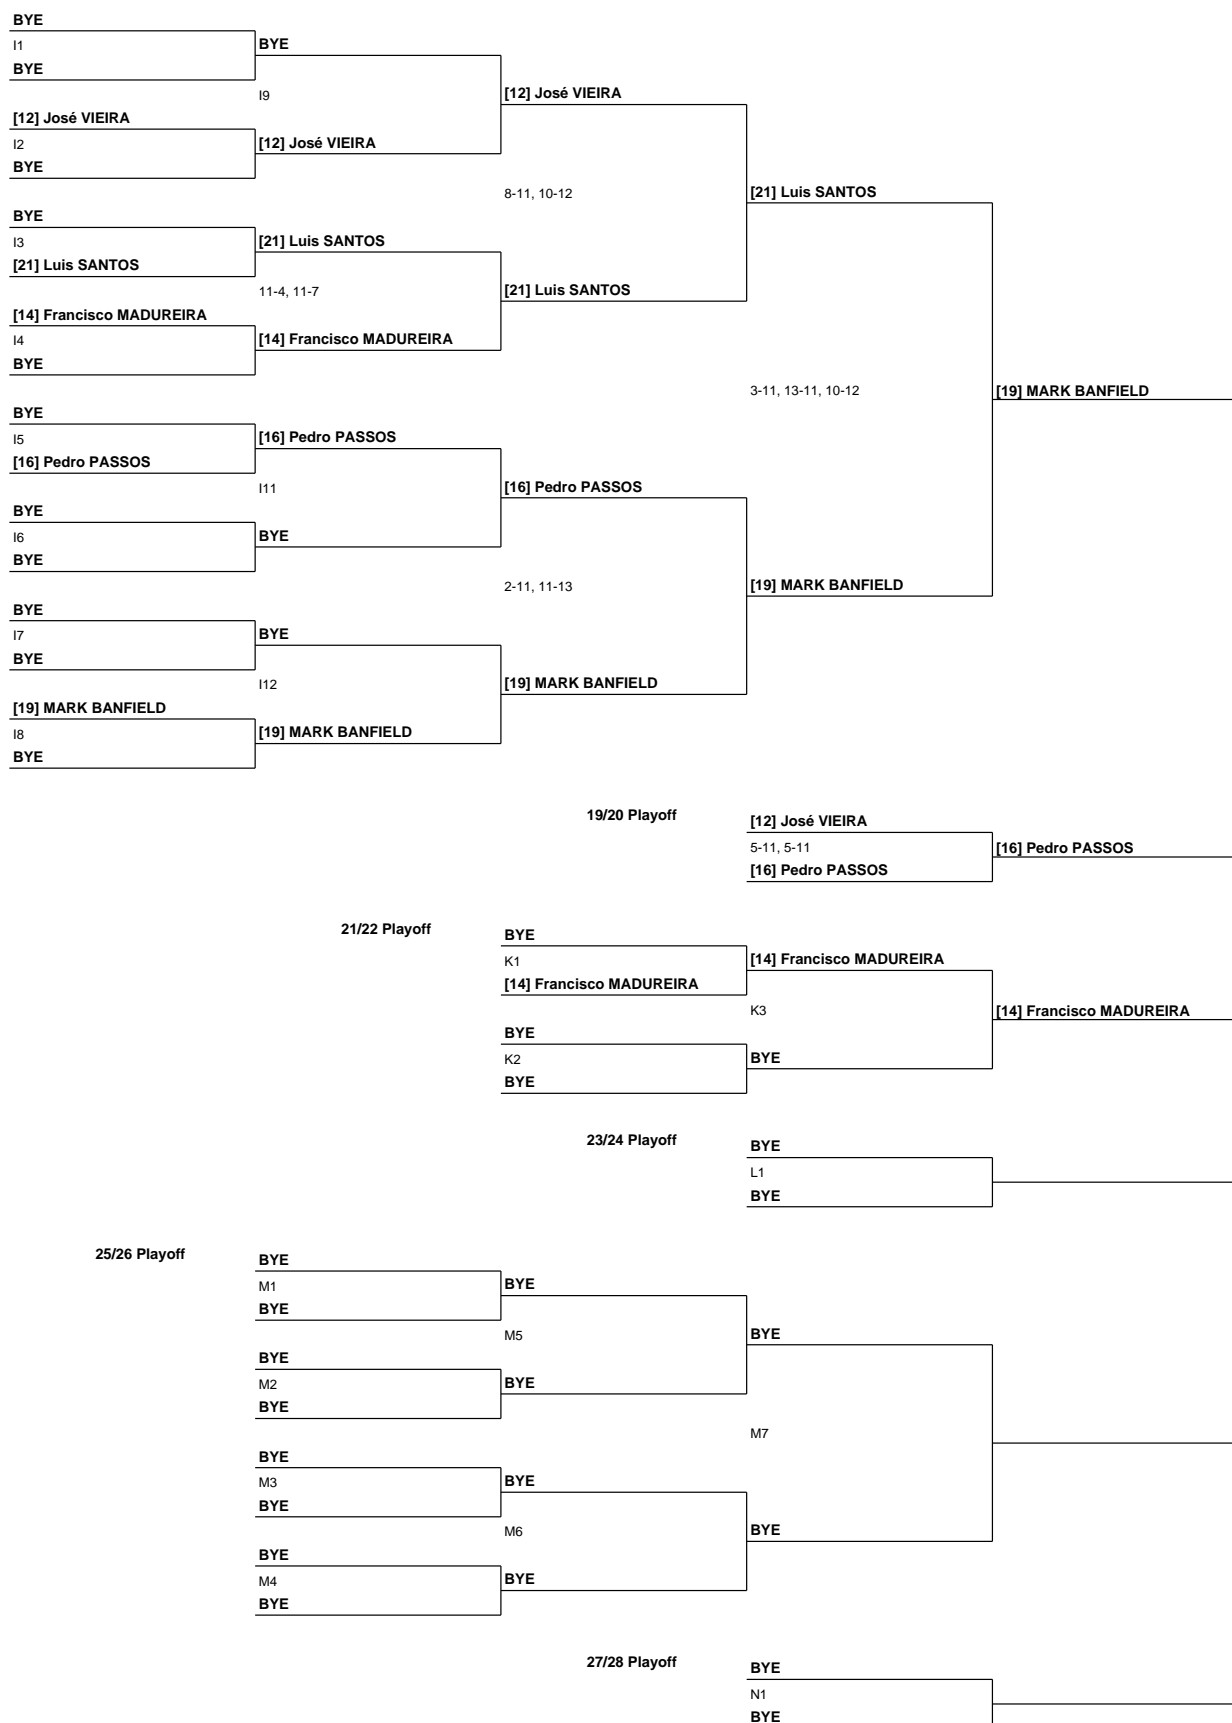 BYE
I1
BYE
BYE
I9
[12] José VIEIRA
[12] José VIEIRA
I2
[12] José VIEIRA
BYE
8-11, 10-12
[21] Luis SANTOS
BYE
I3
[21] Luis SANTOS
[21] Luis SANTOS
11-4, 11-7
[21] Luis SANTOS
[14] Francisco MADUREIRA
I4
[14] Francisco MADUREIRA
BYE
3-11, 13-11, 10-12
[19] MARK BANFIELD
BYE
I5
[16] Pedro PASSOS
[16] Pedro PASSOS
I11
[16] Pedro PASSOS
BYE
I6
BYE
BYE
2-11, 11-13
[19] MARK BANFIELD
BYE
I7
BYE
BYE
I12
[19] MARK BANFIELD
[19] MARK BANFIELD
I8
[19] MARK BANFIELD
BYE
19/20 Playoff
[12] José VIEIRA
5-11, 5-11
[16] Pedro PASSOS
[16] Pedro PASSOS
21/22 Playoff
BYE
K1
[14] Francisco MADUREIRA
[14] Francisco MADUREIRA
K3
[14] Francisco MADUREIRA
BYE
K2
BYE
BYE
23/24 Playoff
BYE
L1
BYE
25/26 Playoff
BYE
M1
BYE
BYE
M5
BYE
BYE
M2
BYE
BYE
M7
BYE
M3
BYE
BYE
M6
BYE
BYE
M4
BYE
BYE
27/28 Playoff
BYE
N1
BYE